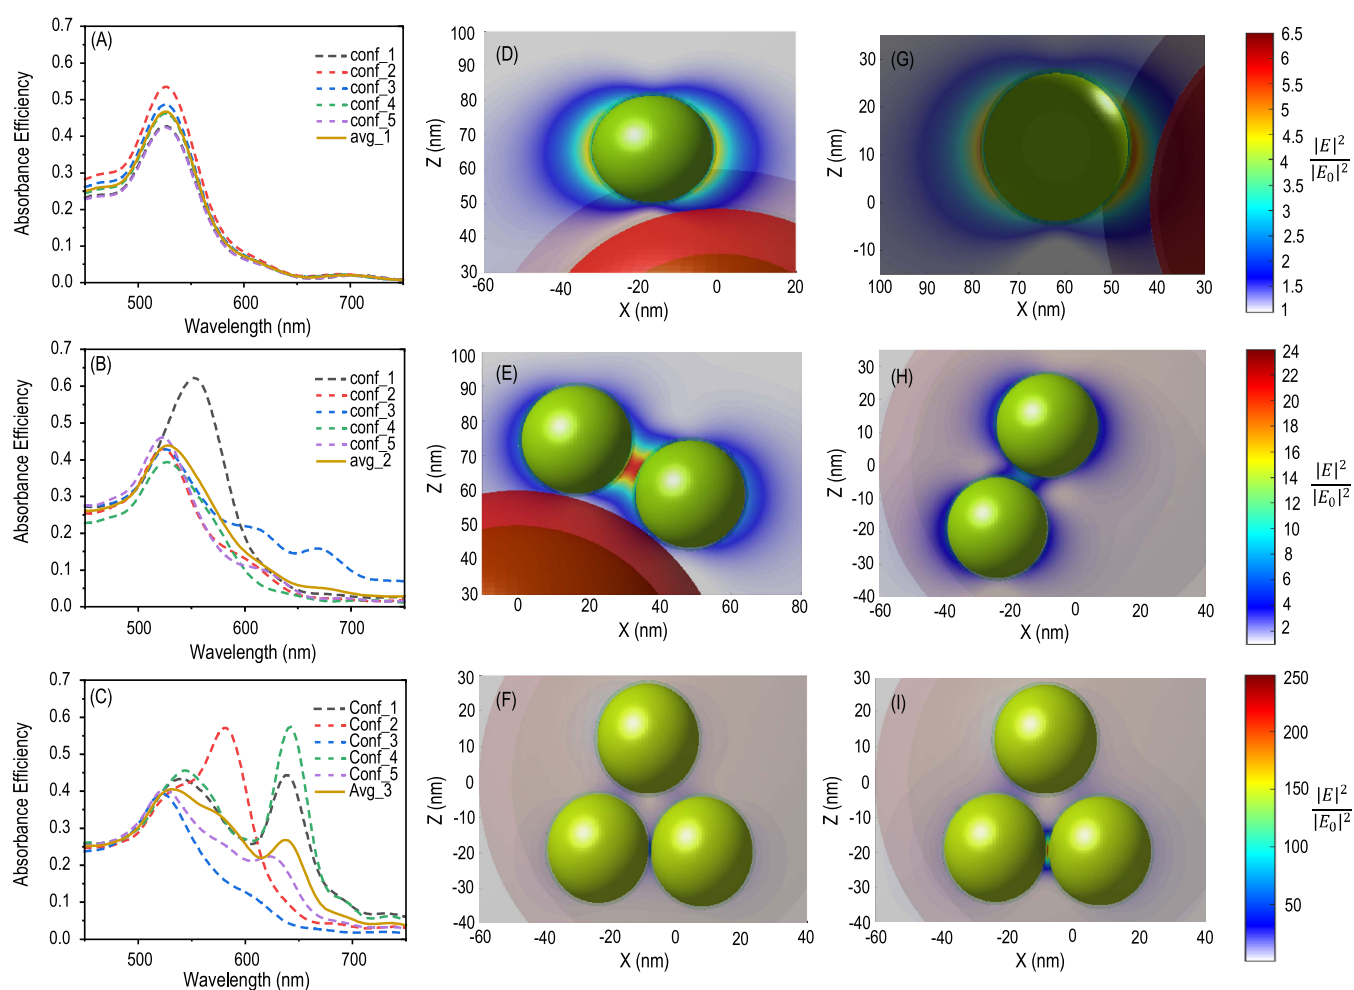 (A)
0.7
0.6
0.5
0.4
0.3
0.2
0.1
0.0
Absorbance Efficiency
conf_1
conf_2
conf_3
conf_4
conf_5
avg_1
500 600 700
Wavelength (nm)
(D)
100
90
80
70
60
50
40
30
Z (nm)
-60 -40 -20 0 20
X (nm)
(G)
30
20
10
0
-10
Z (nm)
100 90 80 70 60 50 40 30
X (nm)
6.5
6
5.5
5
4.5
4
3.5
3
2.5
2
1.5
1
|E|²
|E₀|²
(B)
0.7
0.6
0.5
0.4
0.3
0.2
0.1
0.0
Absorbance Efficiency
conf_1
conf_2
conf_3
conf_4
conf_5
avg_2
500 600 700
Wavelength (nm)
(E)
100
90
80
70
60
50
40
30
Z (nm)
0 20 40 60 80
X (nm)
(H)
30
20
10
0
-10
-20
-30
-40
Z (nm)
-60 -40 -20 0 20 40
X (nm)
24
22
20
18
16
14
12
10
8
6
4
2
|E|²
|E₀|²
(C)
0.7
0.6
0.5
0.4
0.3
0.2
0.1
0.0
Absorbance Efficiency
Conf_1
Conf_2
Conf_3
Conf_4
Conf_5
Avg_3
500 600 700
Wavelength (nm)
(F)
30
20
10
0
-10
-20
-30
-40
Z (nm)
-60 -40 -20 0 20 40
X (nm)
(I)
30
20
10
0
-10
-20
-30
-40
Z (nm)
-60 -40 -20 0 20 40
X (nm)
250
200
150
100
50
|E|²
|E₀|²